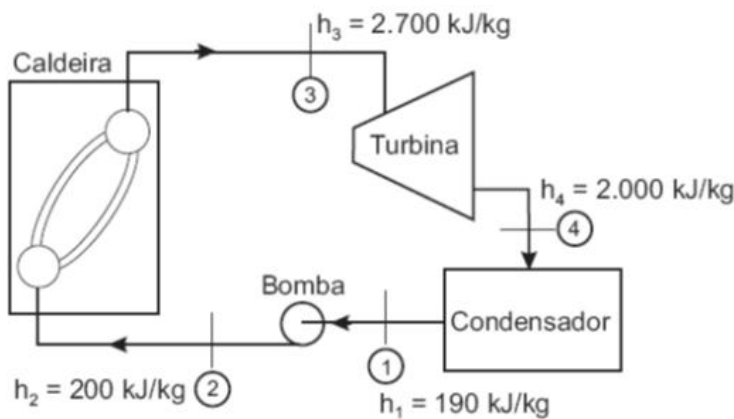 h₃ = 2.700 kJ/kg
Caldeira
3
Turbina
h₄ = 2.000 kJ/kg
4
Bomba
Condensador
1
h₂ = 200 kJ/kg 2
h₁ = 190 kJ/kg